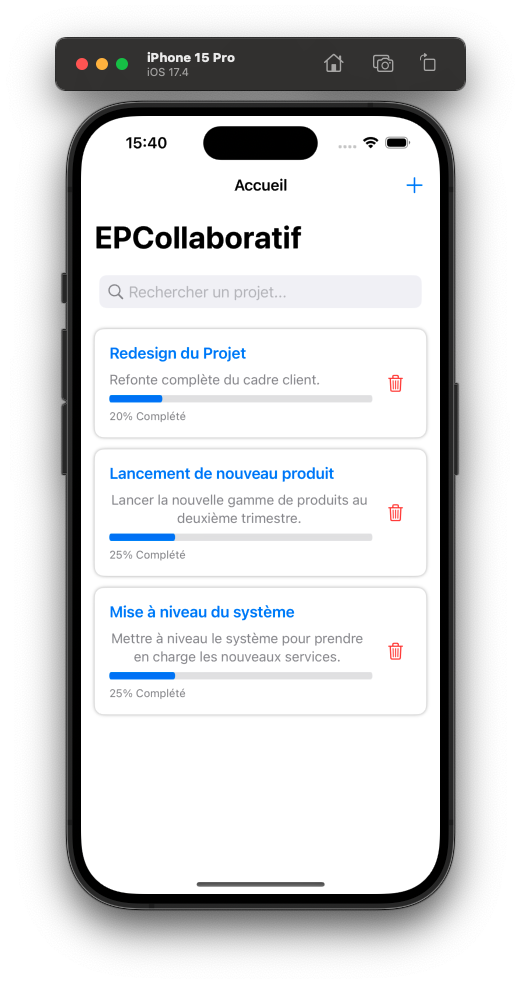 iPhone 15 Pro
iOS 17.4
15:40
Accueil
EPCollaboratif
Rechercher un projet...
Redesign du Projet
Refonte complète du cadre client.
20% Complété
Lancement de nouveau produit
Lancer la nouvelle gamme de produits au
deuxième trimestre.
25% Complété
Mise à niveau du système
Mettre à niveau le système pour prendre
en charge les nouveaux services.
25% Complété